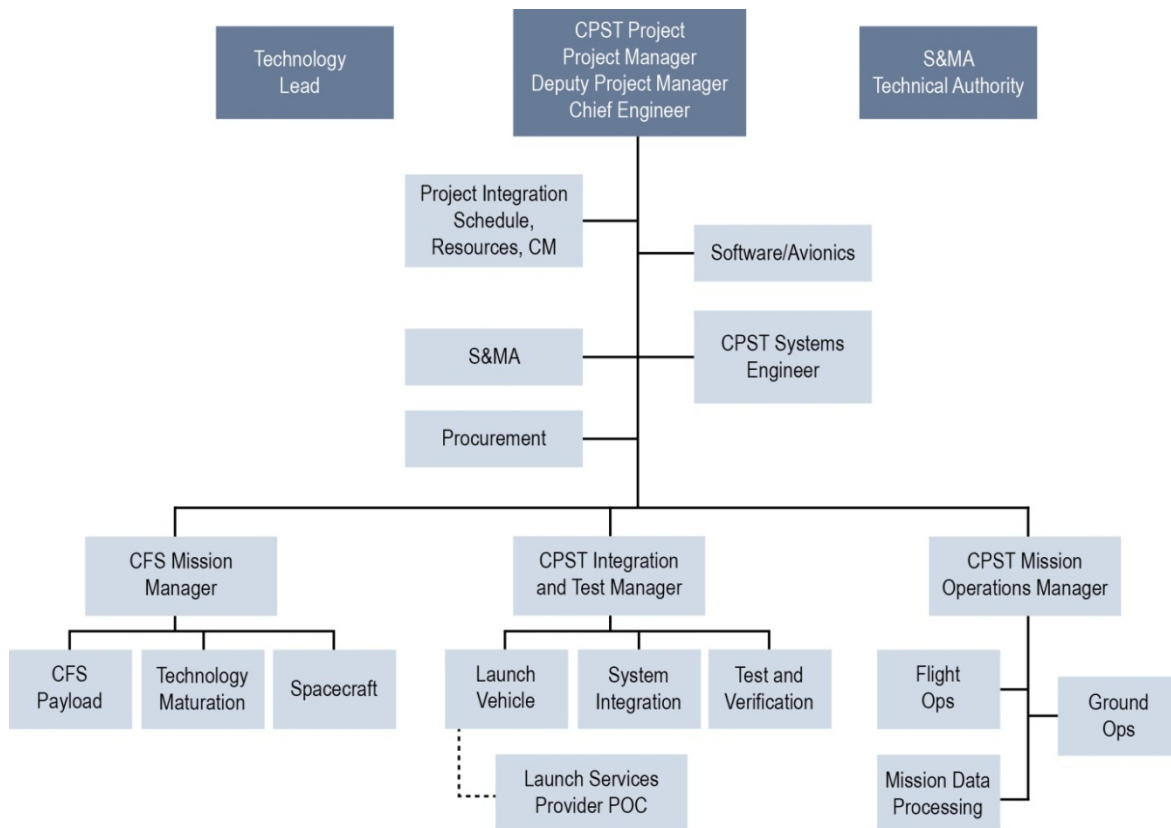 Technology
Lead
CPST Project
Project Manager
Deputy Project Manager
Chief Engineer
S&MA
Technical Authority
Project Integration
Schedule,
Resources, CM
Software/Avionics
S&MA
CPST Systems
Engineer
Procurement
CFS Mission
Manager
CPST Integration
and Test Manager
CPST Mission
Operations Manager
CFS
Payload
Technology
Maturation
Spacecraft
Launch
Vehicle
System
Integration
Test and
Verification
Flight
Ops
Ground
Ops
Launch Services
Provider POC
Mission Data
Processing